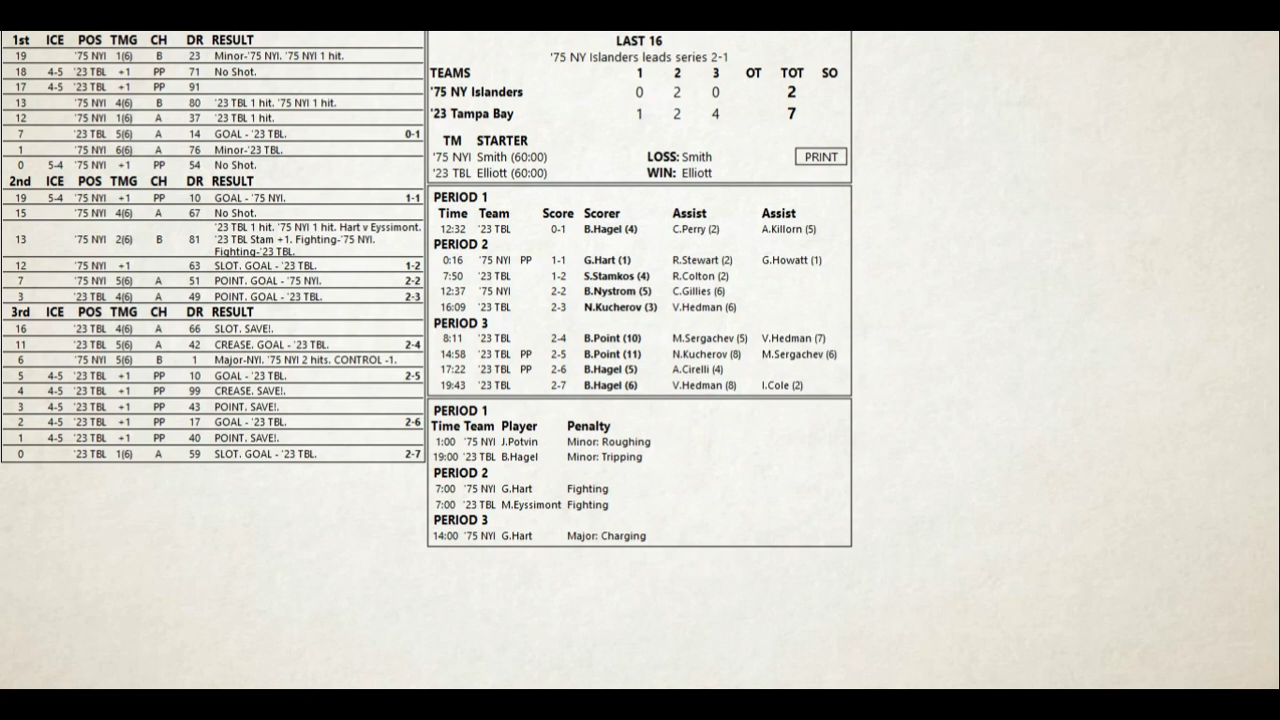 1st ICE POS TMG CH DR RESULT
19 '75 NYI 1(6) B 23 Minor-'75 NYI. '75 NYI 1 hit.
18 4-5 '23 TBL +1 PP 71 No Shot.
17 4-5 '23 TBL +1 PP 91
13 '75 NYI 4(6) B 80 '23 TBL 1 hit. '75 NYI 1 hit.
12 '75 NYI 1(6) A 37 '23 TBL 1 hit.
7 '23 TBL 5(6) A 14 GOAL - '23 TBL. 0-1
1 '75 NYI 6(6) A 76 Minor-'23 TBL.
0 5-4 '75 NYI +1 PP 54 No Shot.
2nd ICE POS TMG CH DR RESULT
19 5-4 '75 NYI +1 PP 10 GOAL - '75 NYI. 1-1
15 '75 NYI 4(6) A 67 No Shot.
13 '75 NYI 2(6) B 81 '23 TBL 1 hit. '75 NYI 1 hit. Hart v Eyssimont.
'23 TBL Stam +1. Fighting-'75 NYI.
Fighting-'23 TBL.
12 '75 NYI +1 63 SLOT. GOAL - '23 TBL. 1-2
7 '75 NYI 5(6) A 51 POINT. GOAL - '75 NYI. 2-2
3 '23 TBL 4(6) A 49 POINT. GOAL - '23 TBL. 2-3
3rd ICE POS TMG CH DR RESULT
16 '23 TBL 4(6) A 66 SLOT. SAVE!.
11 '23 TBL 5(6) A 42 CREASE. GOAL - '23 TBL. 2-4
6 '75 NYI 5(6) B 1 Major-NYI. '75 NYI 2 hits. CONTROL -1.
5 4-5 '23 TBL +1 PP 10 GOAL - '23 TBL. 2-5
4 4-5 '23 TBL +1 PP 99 CREASE. SAVE!.
3 4-5 '23 TBL +1 PP 43 POINT. SAVE!.
2 4-5 '23 TBL +1 PP 17 GOAL - '23 TBL. 2-6
1 4-5 '23 TBL +1 PP 40 POINT. SAVE!.
0 '23 TBL 1(6) A 59 SLOT. GOAL - '23 TBL. 2-7
LAST 16
'75 NY Islanders leads series 2-1
TEAMS 1 2 3 OT TOT SO
'75 NY Islanders 0 2 0 2
'23 Tampa Bay 1 2 4 7
TM STARTER
'75 NYI Smith (60:00) LOSS: Smith PRINT
'23 TBL Elliott (60:00) WIN: Elliott
PERIOD 1
Time Team Score Scorer Assist Assist
12:32 '23 TBL 0-1 B.Hagel (4) C.Perry (2) A.Killorn (5)
PERIOD 2
0:16 '75 NYI PP 1-1 G.Hart (1) R.Stewart (2) G.Howatt (1)
7:50 '23 TBL 1-2 S.Stamkos (4) R.Colton (2)
12:37 '75 NYI 2-2 B.Nystrom (5) C.Gillies (6)
16:09 '23 TBL 2-3 N.Kucherov (3) V.Hedman (6)
PERIOD 3
8:11 '23 TBL 2-4 B.Point (10) M.Sergachev (5) V.Hedman (7)
14:58 '23 TBL PP 2-5 B.Point (11) N.Kucherov (8) M.Sergachev (6)
17:22 '23 TBL PP 2-6 B.Hagel (5) A.Cirelli (4)
19:43 '23 TBL 2-7 B.Hagel (6) V.Hedman (8) I.Cole (2)
PERIOD 1
Time Team Player Penalty
1:00 '75 NYI J.Potvin Minor: Roughing
19:00 '23 TBL B.Hagel Minor: Tripping
PERIOD 2
7:00 '75 NYI G.Hart Fighting
7:00 '23 TBL M.Eyssimont Fighting
PERIOD 3
14:00 '75 NYI G.Hart Major: Charging